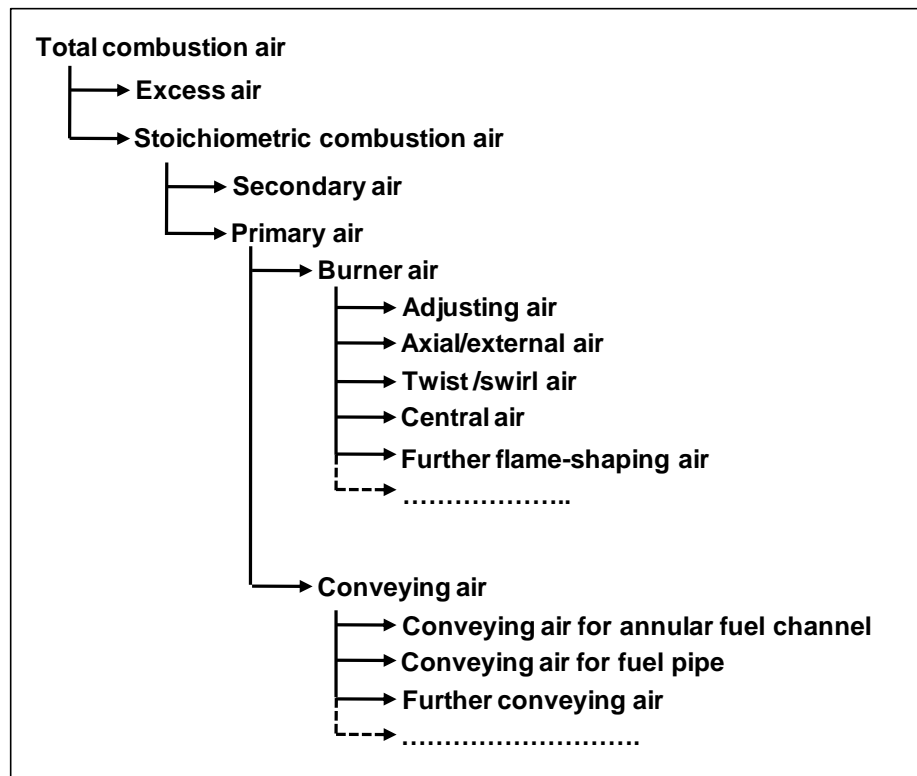 Total combustion air
Excess air
Stoichiometric combustion air
Secondary air
Primary air
Burner air
Adjusting air
Axial/external air
Twist /swirl air
Central air
Further flame-shaping air
…………………..
Conveying air
Conveying air for annular fuel channel
Conveying air for fuel pipe
Further conveying air
……………………….